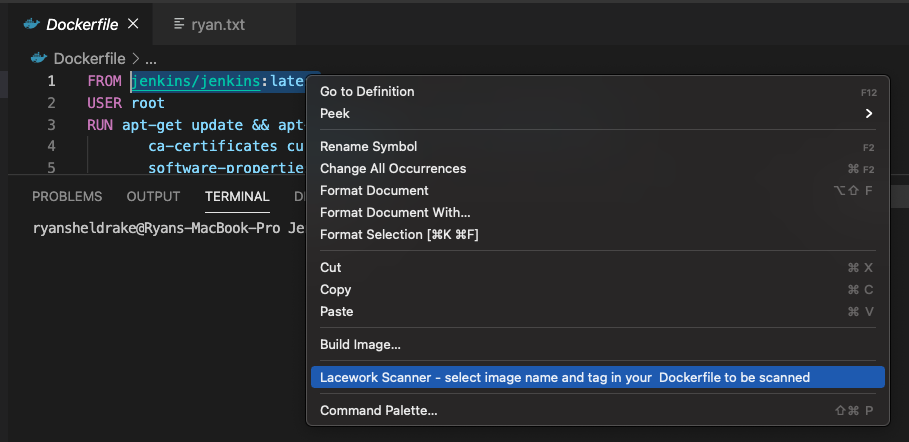 Dockerfile ryan.txt
Dockerfile > ...
1 FROM jenkins/jenkins:late
2 USER root
3 RUN apt-get update && apt-
4 ca-certificates cu
5 software-propertie
PROBLEMS OUTPUT TERMINAL
ryansheldrake@Ryans-MacBook-Pro Je
Go to Definition F12
Peek
Rename Symbol F2
Change All Occurrences ⌘ F2
Format Document ⌥⇧ F
Format Document With...
Format Selection [⌘K ⌘F]
Cut ⌘ X
Copy ⌘ C
Paste ⌘ V
Build Image...
Lacework Scanner - select image name and tag in your  Dockerfile to be scanned
Command Palette... ⇧⌘ P